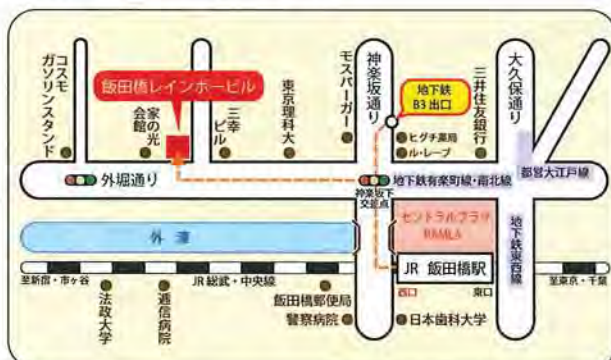 コスモ
ガソリンスタンド
飯田橋レインボービル
家の光
会館
三幸
ビル
東京理科大
モスバーガー
神楽坂通り
地下鉄
B3出口
ヒグチ薬局
ル・レーブ
三井住友銀行
大久保通り
都営大江戸線
外堀通り
神楽坂下
交差点
地下鉄有楽町線・南北線
セントラルプラザ
RAMLA
地下鉄東西線
外濠
JR 飯田橋駅
西口
東口
至新宿・市ヶ谷
JR総武・中央線
至東京・千葉
法政大学
逓信病院
飯田橋郵便局
警察病院
日本歯科大学